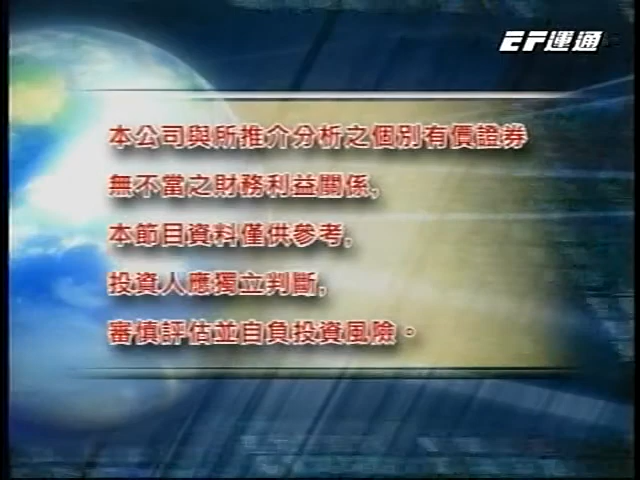 EF運通
本公司與所推介分析之個別有價證券
無不當之財務利益關係,
本節目資料僅供參考,
投資人應獨立判斷,
審慎評估並自負投資風險。